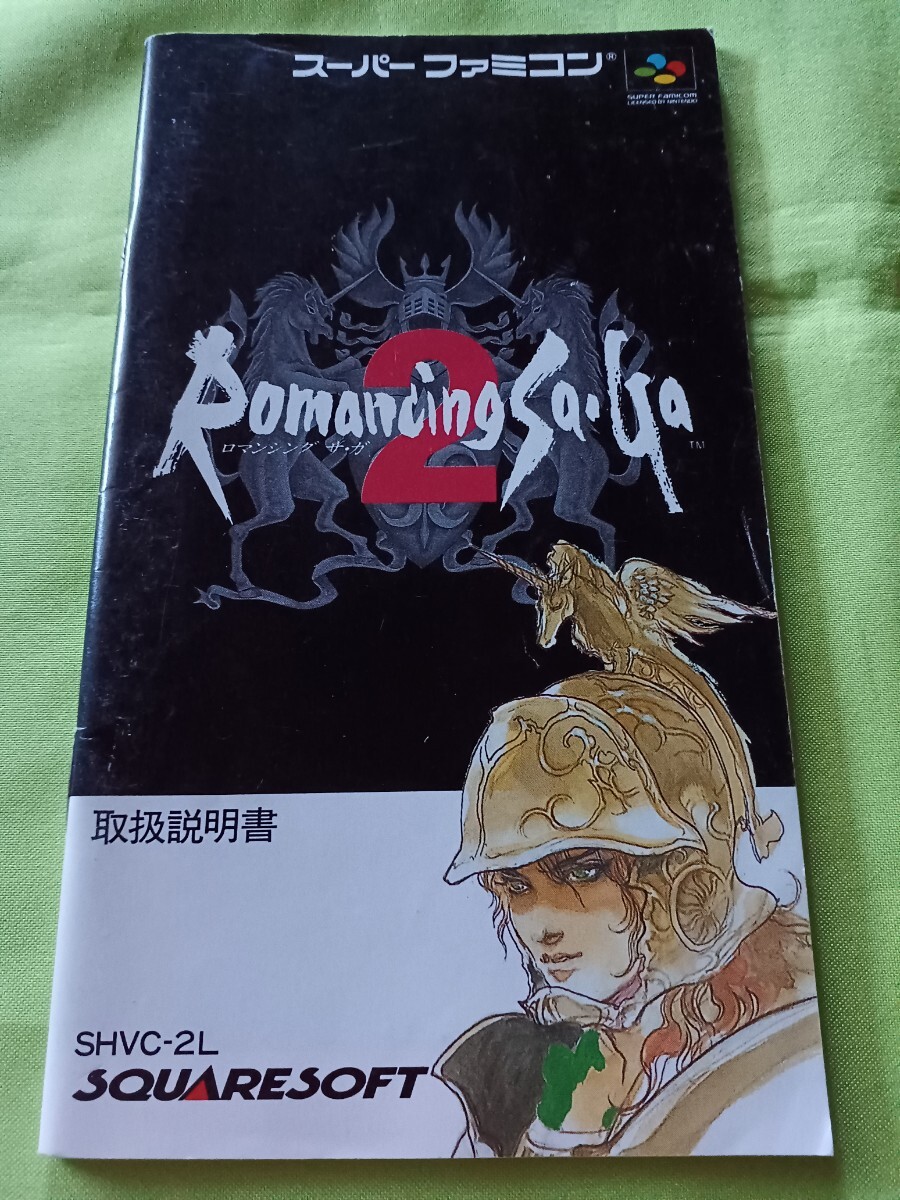 スーパーファミコン®
SUPER FAMICOM
LICENSED BY NINTENDO
Romancing Sa・Ga
2
ロマンシング サ・ガ
TM
取扱説明書
SHVC-2L
SQUARESOFT